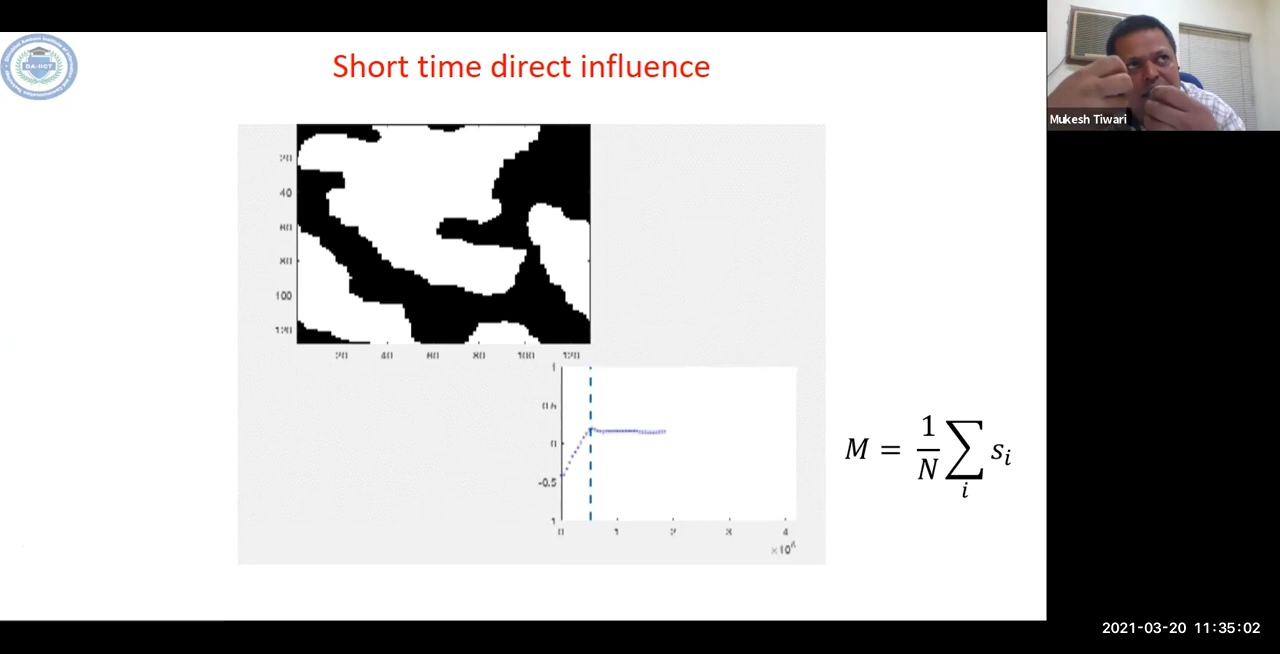 Short time direct influence
DA-IICT
Mukesh Tiwari
20
40
60
80
100
120
20 40 60 80 100 120
1
0.5
0
-0.5
1
0 1 2 3 4
M = 1/N ∑ᵢ sᵢ
2021-03-20 11:35:02